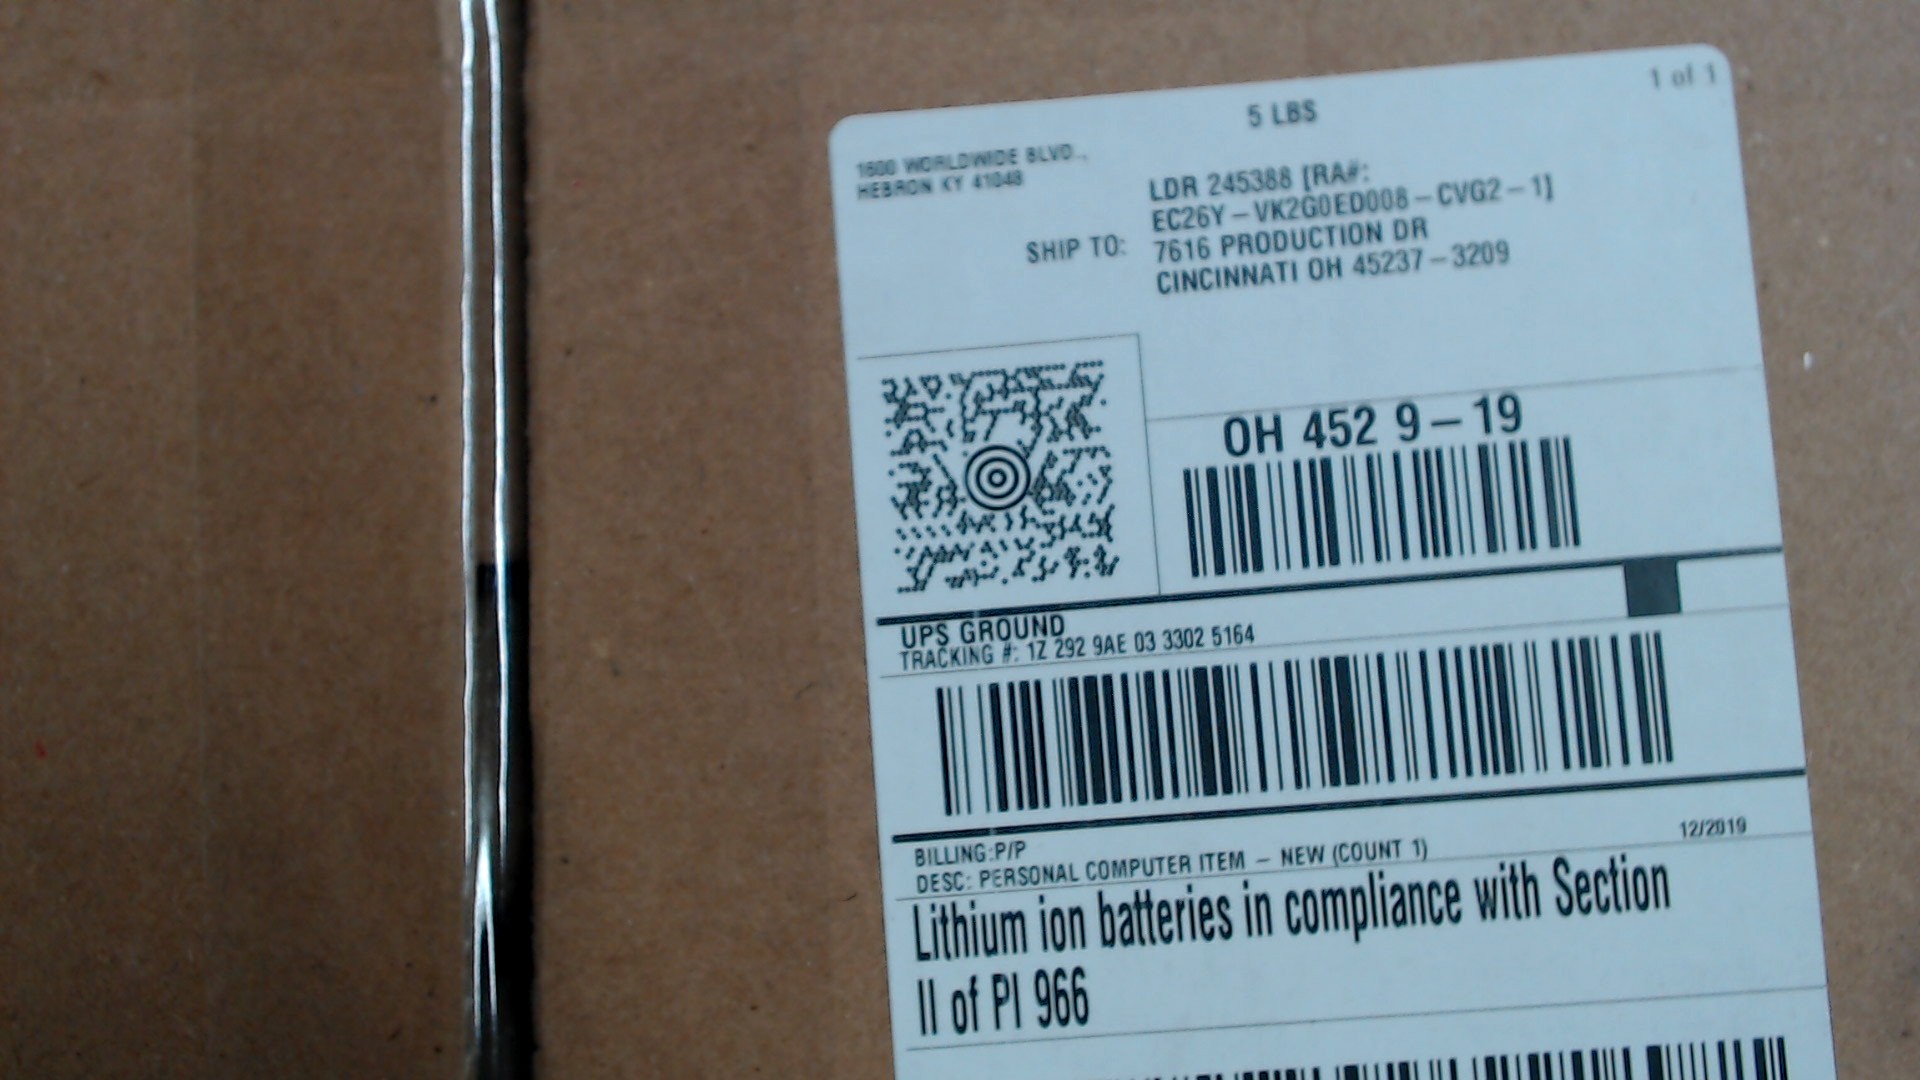 1 of 1
5 LBS
1600 WORLDWIDE BLVD.,
HEBRON KY 41048
SHIP TO:
LDR 245388 [RA#:
EC26Y-VK2G0ED008-CVG2-1]
7616 PRODUCTION DR
CINCINNATI OH 45237-3209
OH 452 9-19
UPS GROUND
TRACKING #: 1Z 292 9AE 03 3302 5164
12/2019
BILLING:P/P
DESC: PERSONAL COMPUTER ITEM - NEW (COUNT 1)
Lithium ion batteries in compliance with Section
II of PI 966